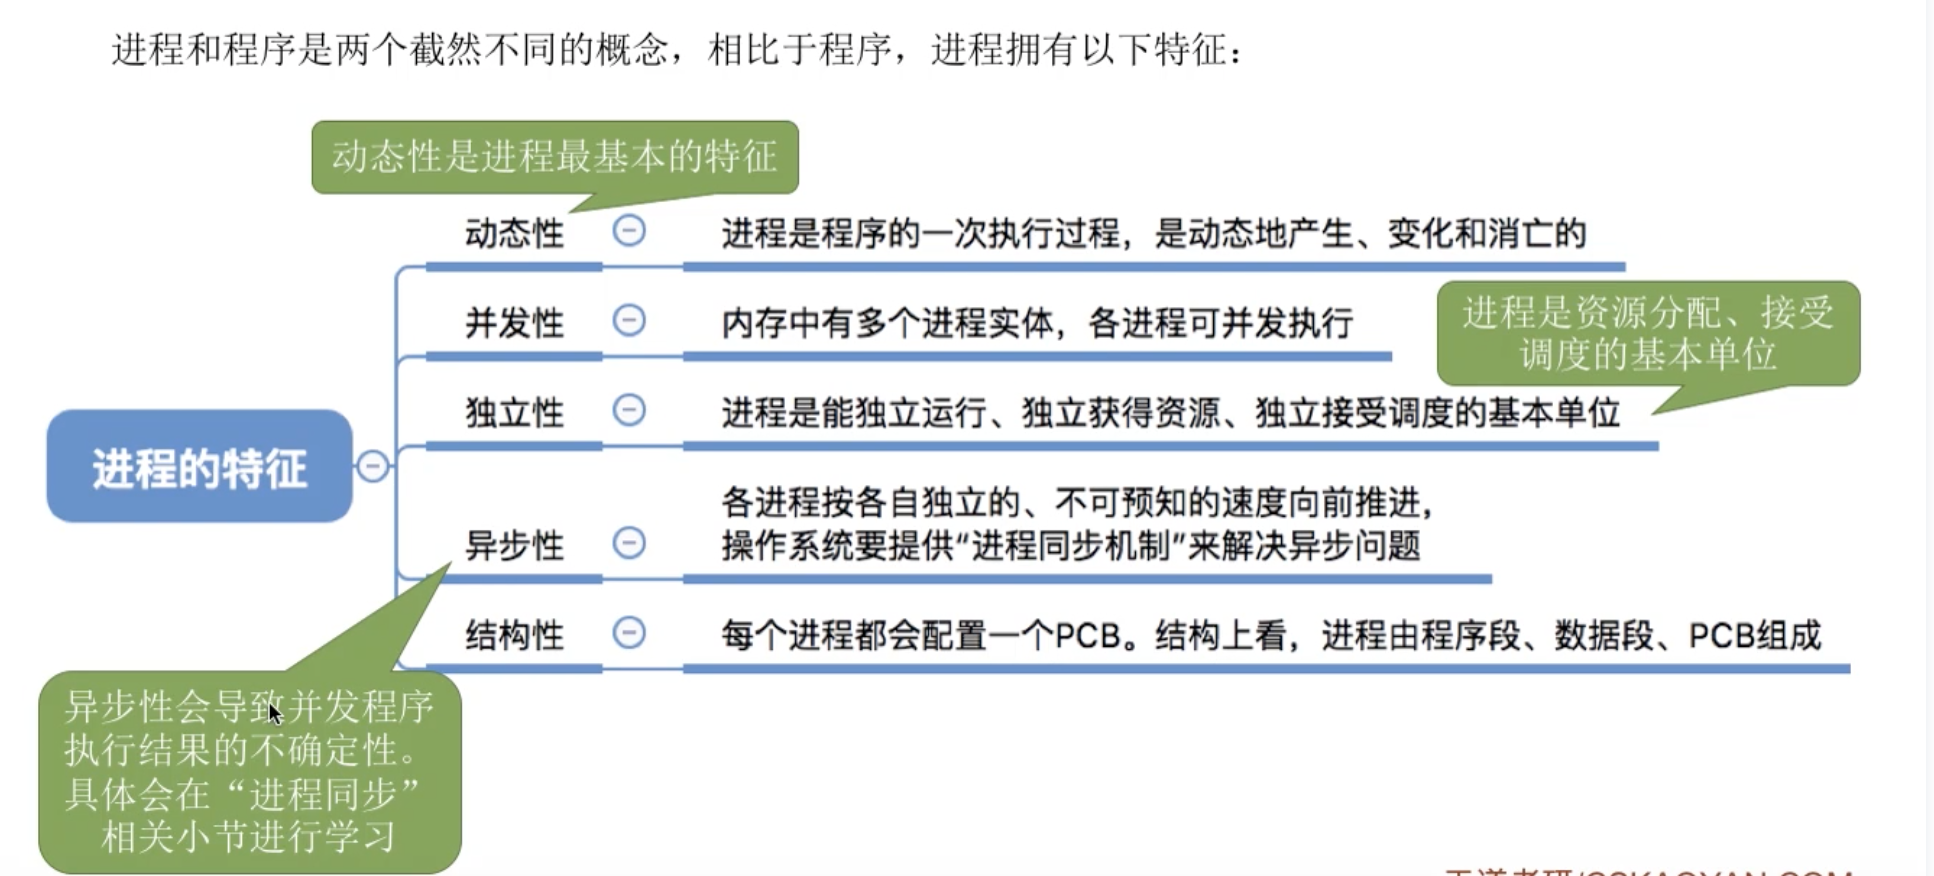 进程和程序是两个截然不同的概念，相比于程序，进程拥有以下特征：
动态性是进程最基本的特征
动态性
进程是程序的一次执行过程，是动态地产生、变化和消亡的
并发性
内存中有多个进程实体，各进程可并发执行
进程是资源分配、接受
调度的基本单位
独立性
进程是能独立运行、独立获得资源、独立接受调度的基本单位
进程的特征
异步性
各进程按各自独立的、不可预知的速度向前推进，
操作系统要提供“进程同步机制”来解决异步问题
结构性
每个进程都会配置一个PCB。结构上看，进程由程序段、数据段、PCB组成
异步性会导致并发程序
执行结果的不确定性。
具体会在“进程同步”
相关小节进行学习